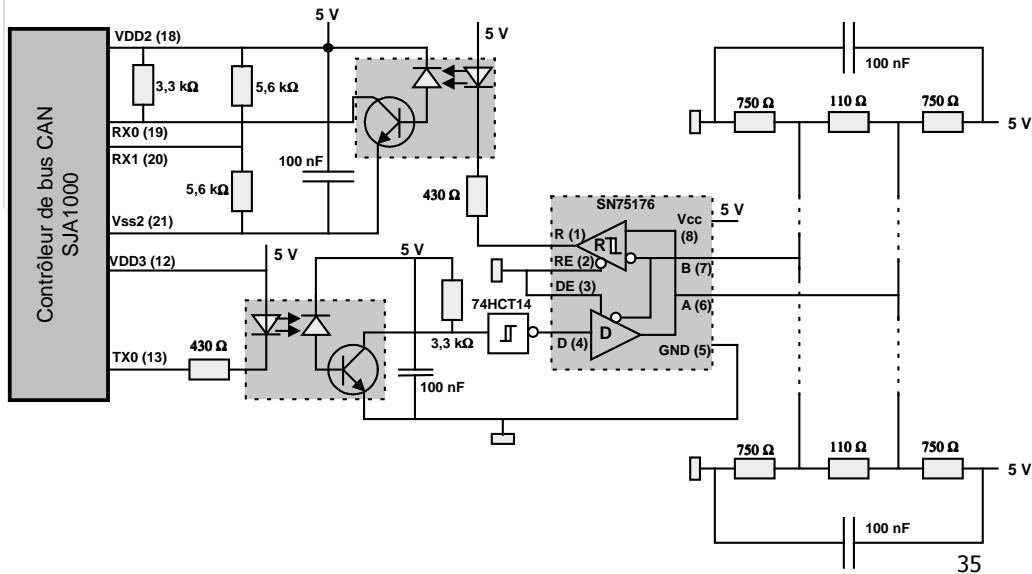 Contrôleur de bus CAN
SJA1000
VDD2 (18)
3,3 kΩ
5,6 kΩ
RX0 (19)
RX1 (20)
5,6 kΩ
Vss2 (21)
VDD3 (12)
TX0 (13)
5 V
100 nF
5 V
430 Ω
5 V
430 Ω
5 V
3,3 kΩ
100 nF
74HCT14
SN75176
Vcc
(8)
5 V
R (1)
R
RE (2)
B (7)
DE (3)
A (6)
D (4)
D
GND (5)
100 nF
750 Ω
110 Ω
750 Ω
5 V
750 Ω
110 Ω
750 Ω
5 V
100 nF
35